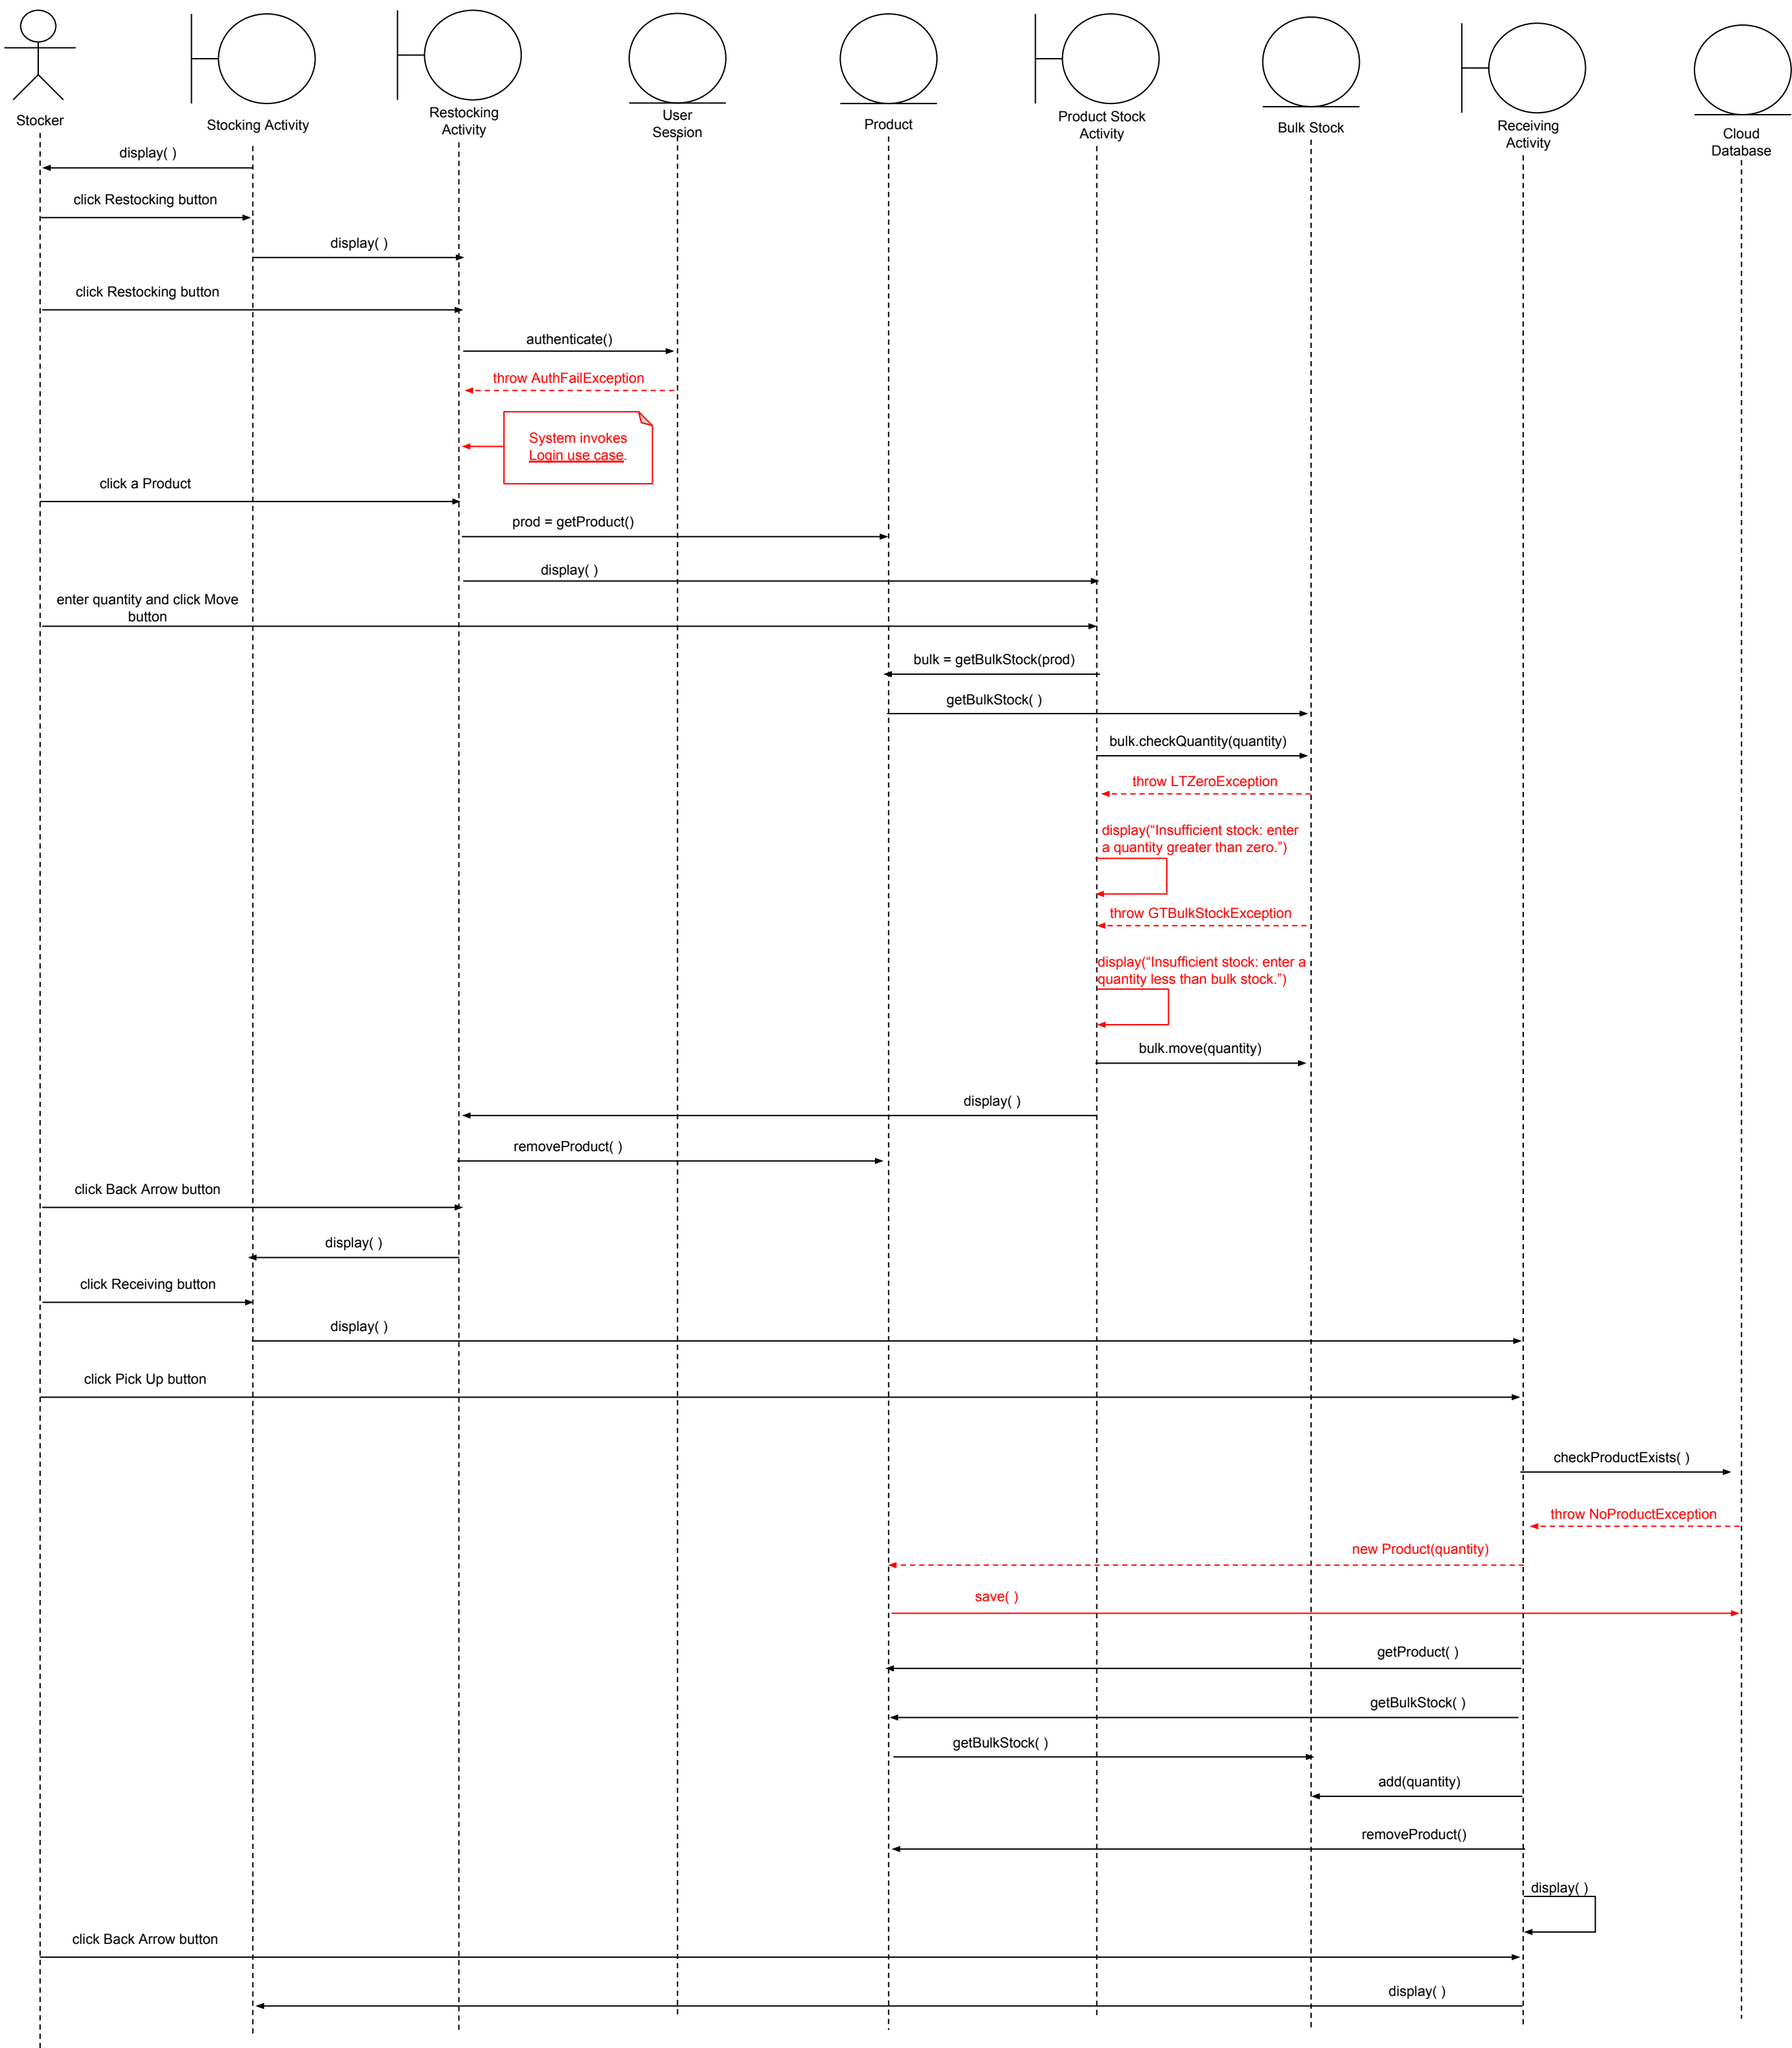 Stocker
Stocking Activity
Restocking
Activity
User
Session
Product
Product Stock
Activity
Bulk Stock
Receiving
Activity
Cloud
Database
display( )
click Restocking button
display( )
click Restocking button
authenticate()
throw AuthFailException
System invokes
Login use case.
click a Product
prod = getProduct()
display( )
enter quantity and click Move
button
bulk = getBulkStock(prod)
getBulkStock( )
bulk.checkQuantity(quantity)
throw LTZeroException
display(“Insufficient stock: enter
a quantity greater than zero.”)
throw GTBulkStockException
display(“Insufficient stock: enter a
quantity less than bulk stock.”)
bulk.move(quantity)
display( )
removeProduct( )
click Back Arrow button
display( )
click Receiving button
display( )
click Pick Up button
checkProductExists( )
throw NoProductException
new Product(quantity)
save( )
getProduct( )
getBulkStock( )
getBulkStock( )
add(quantity)
removeProduct()
display( )
click Back Arrow button
display( )